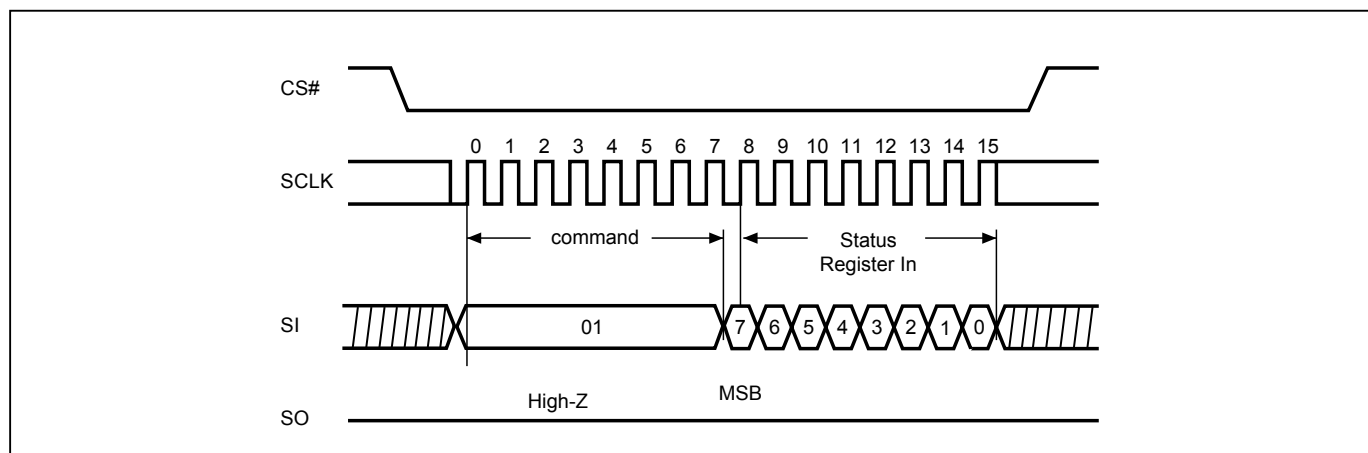 CS#
0 1 2 3 4 5 6 7 8 9 10 11 12 13 14 15
SCLK
command
Status
Register In
SI
01
7 6 5 4 3 2 1 0
High-Z
MSB
SO